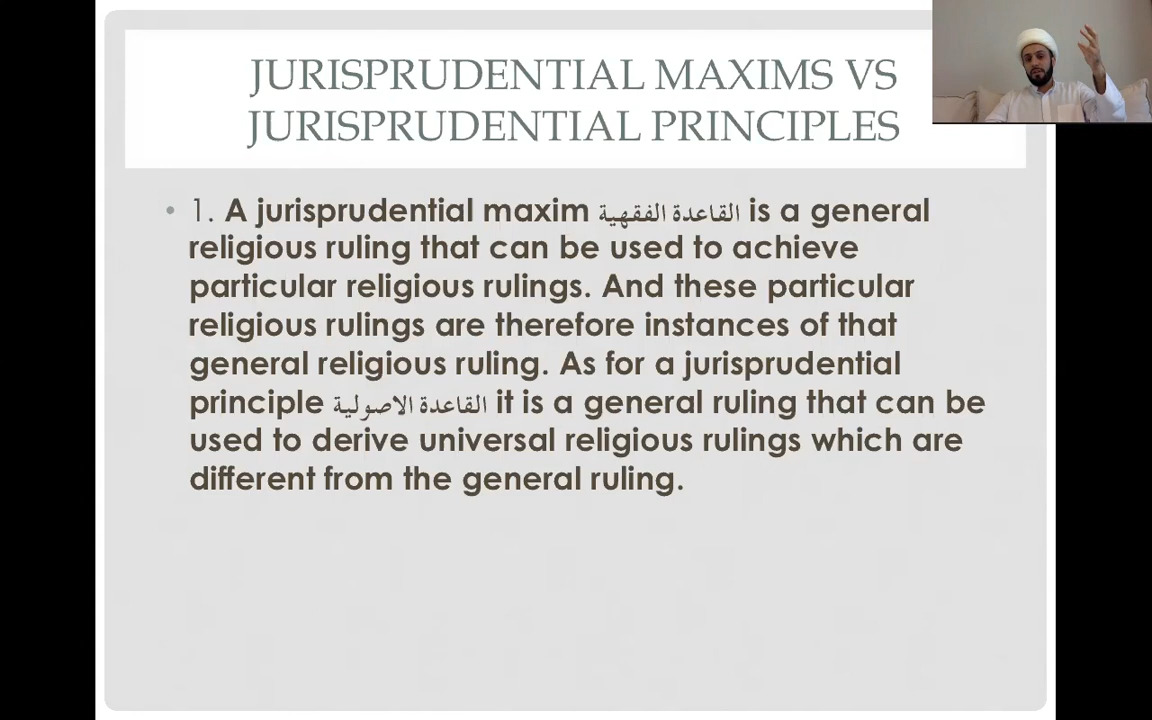 JURISPRUDENTIAL MAXIMS VS
JURISPRUDENTIAL PRINCIPLES
• 1. A jurisprudential maxim القاعدة الفقهية is a general
religious ruling that can be used to achieve
particular religious rulings. And these particular
religious rulings are therefore instances of that
general religious ruling. As for a jurisprudential
principle القاعدة الاصولية it is a general ruling that can be
used to derive universal religious rulings which are
different from the general ruling.